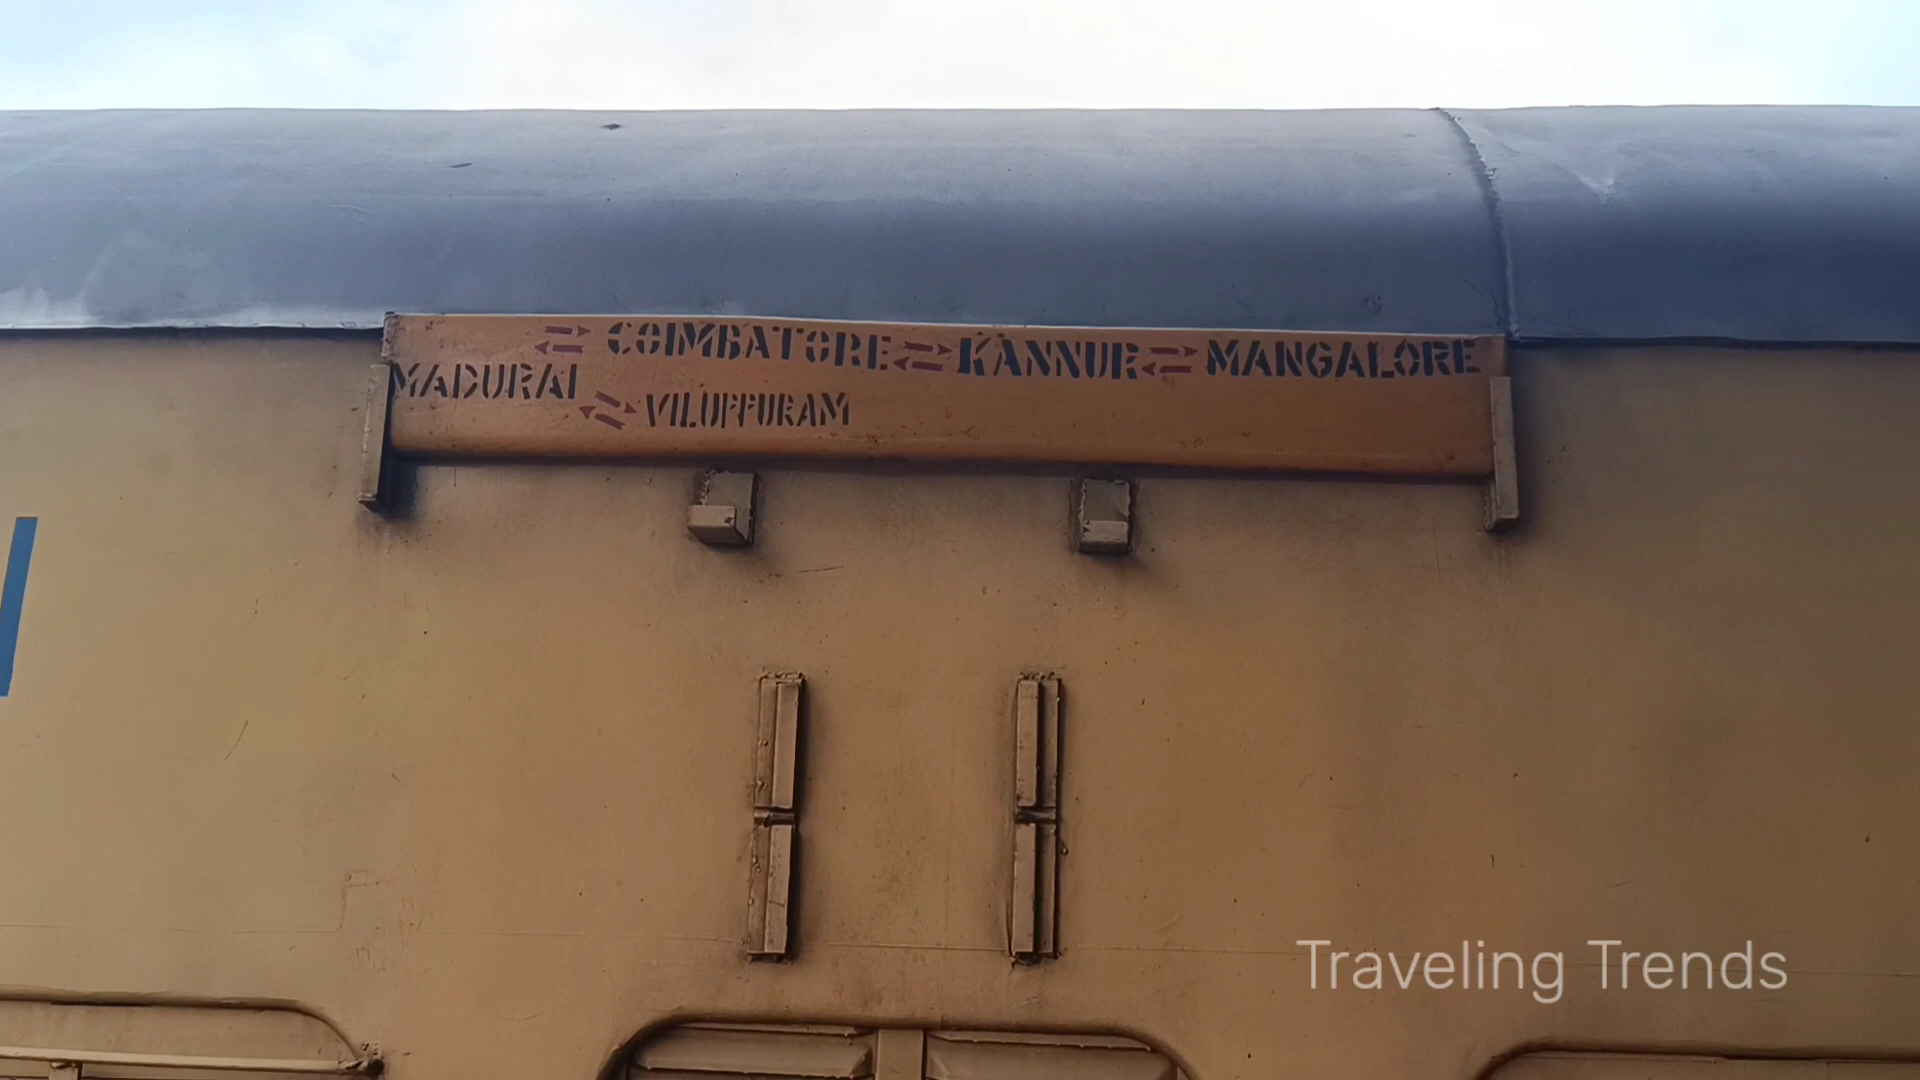 ⇌ COIMBATORE ⇌ KANNUR ⇌ MANGALORE
MADURAI
⇌ VILUPPURAM
Traveling Trends